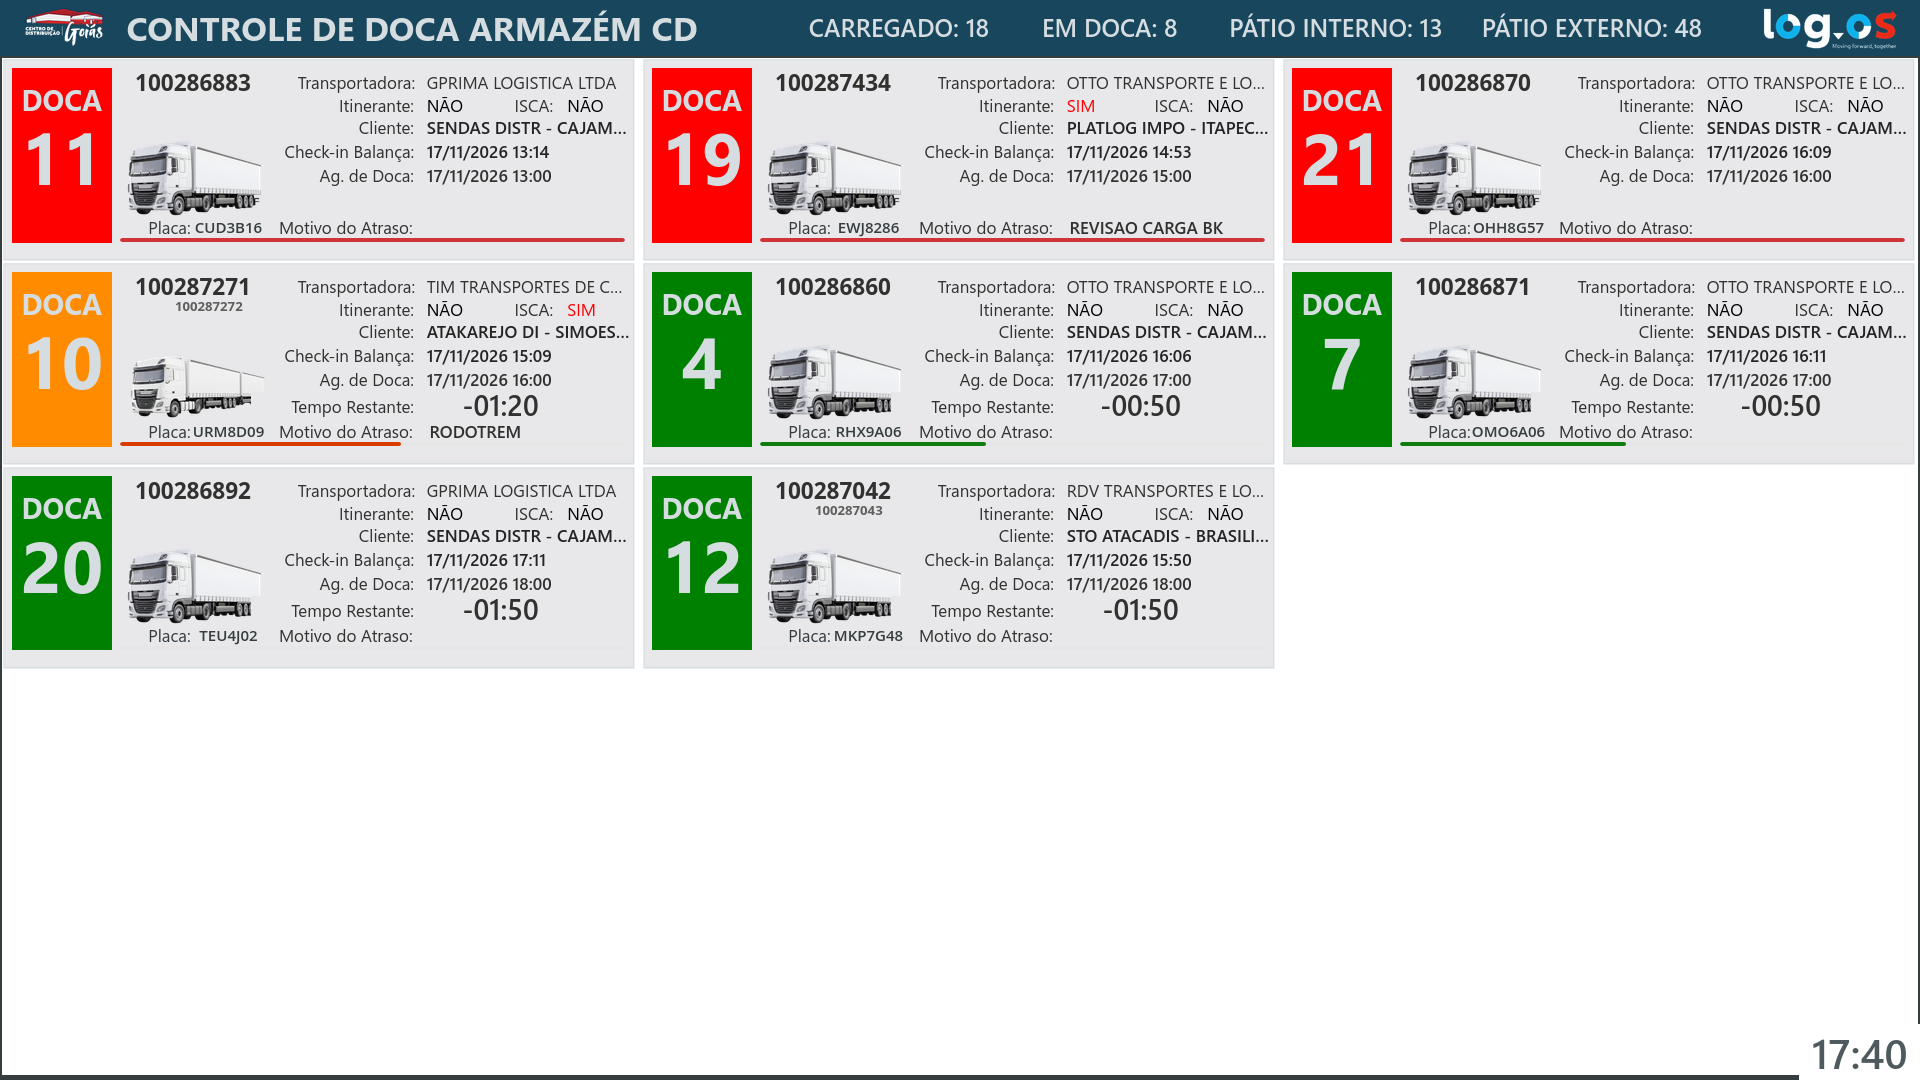 CENTRO DE DISTRIBUIÇÃO Goiás
CONTROLE DE DOCA ARMAZÉM CD
CARREGADO: 18
EM DOCA: 8
PÁTIO INTERNO: 13
PÁTIO EXTERNO: 48
log.os
Moving forward, together
DOCA
11
100286883
Transportadora: GPRIMA LOGISTICA LTDA
Itinerante: NÃO ISCA: NÃO
Cliente: SENDAS DISTR - CAJAM...
Check-in Balança: 17/11/2026 13:14
Ag. de Doca: 17/11/2026 13:00
Placa: CUD3B16 Motivo do Atraso:
DOCA
19
100287434
Transportadora: OTTO TRANSPORTE E LO...
Itinerante: SIM ISCA: NÃO
Cliente: PLATLOG IMPO - ITAPEC...
Check-in Balança: 17/11/2026 14:53
Ag. de Doca: 17/11/2026 15:00
Placa: EWJ8286 Motivo do Atraso: REVISAO CARGA BK
DOCA
21
100286870
Transportadora: OTTO TRANSPORTE E LO...
Itinerante: NÃO ISCA: NÃO
Cliente: SENDAS DISTR - CAJAM...
Check-in Balança: 17/11/2026 16:09
Ag. de Doca: 17/11/2026 16:00
Placa: OHH8G57 Motivo do Atraso:
DOCA
10
100287271
100287272
Transportadora: TIM TRANSPORTES DE C...
Itinerante: NÃO ISCA: SIM
Cliente: ATAKAREJO DI - SIMOES...
Check-in Balança: 17/11/2026 15:09
Ag. de Doca: 17/11/2026 16:00
Tempo Restante: -01:20
Placa: URM8D09 Motivo do Atraso: RODOTREM
DOCA
4
100286860
Transportadora: OTTO TRANSPORTE E LO...
Itinerante: NÃO ISCA: NÃO
Cliente: SENDAS DISTR - CAJAM...
Check-in Balança: 17/11/2026 16:06
Ag. de Doca: 17/11/2026 17:00
Tempo Restante: -00:50
Placa: RHX9A06 Motivo do Atraso:
DOCA
7
100286871
Transportadora: OTTO TRANSPORTE E LO...
Itinerante: NÃO ISCA: NÃO
Cliente: SENDAS DISTR - CAJAM...
Check-in Balança: 17/11/2026 16:11
Ag. de Doca: 17/11/2026 17:00
Tempo Restante: -00:50
Placa: OMO6A06 Motivo do Atraso:
DOCA
20
100286892
Transportadora: GPRIMA LOGISTICA LTDA
Itinerante: NÃO ISCA: NÃO
Cliente: SENDAS DISTR - CAJAM...
Check-in Balança: 17/11/2026 17:11
Ag. de Doca: 17/11/2026 18:00
Tempo Restante: -01:50
Placa: TEU4J02 Motivo do Atraso:
DOCA
12
100287042
100287043
Transportadora: RDV TRANSPORTES E LO...
Itinerante: NÃO ISCA: NÃO
Cliente: STO ATACADIS - BRASILI...
Check-in Balança: 17/11/2026 15:50
Ag. de Doca: 17/11/2026 18:00
Tempo Restante: -01:50
Placa: MKP7G48 Motivo do Atraso:
17:40